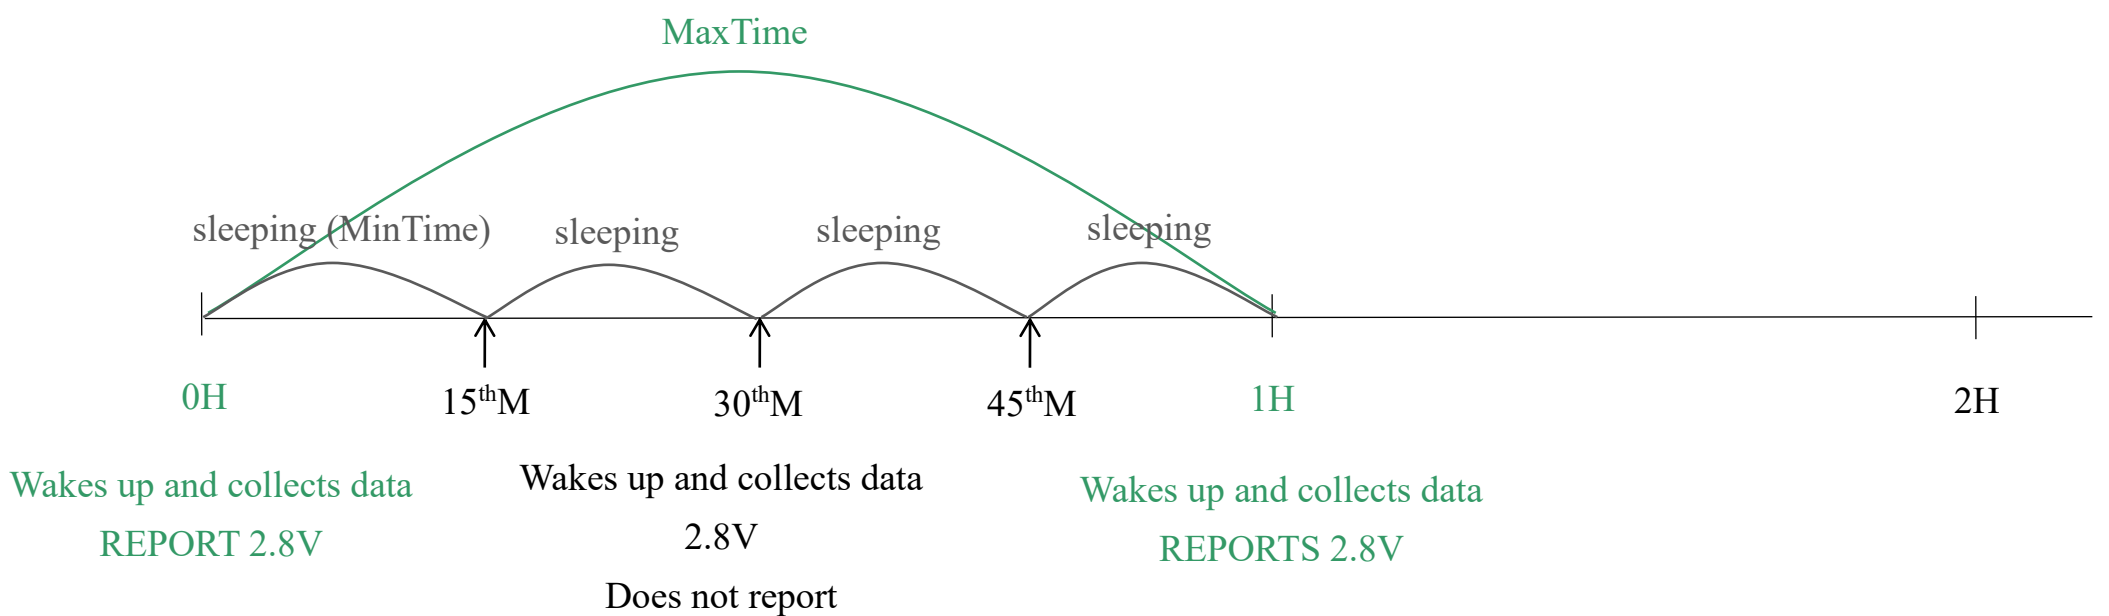 MaxTime
sleeping (MinTime)
sleeping
sleeping
sleeping
0H
15thM
30thM
45thM
1H
2H
Wakes up and collects data
REPORT 2.8V
Wakes up and collects data
2.8V
Does not report
Wakes up and collects data
REPORTS 2.8V